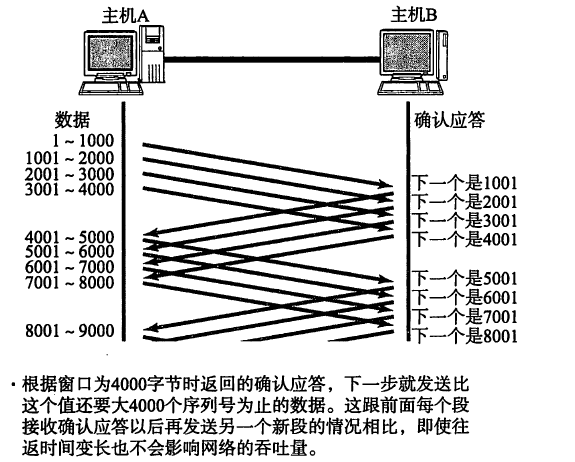 主机A
主机B
数据
确认应答
1～1000
1001～2000
2001～3000
3001～4000
下一个是1001
下一个是2001
下一个是3001
下一个是4001
4001～5000
5001～6000
6001～7000
7001～8000
下一个是5001
下一个是6001
下一个是7001
下一个是8001
8001～9000
·根据窗口为4000字节时返回的确认应答，下一步就发送比
这个值还要大4000个序列号为止的数据。这跟前面每个段
接收确认应答以后再发送另一个新段的情况相比，即使往
返时间变长也不会影响网络的吞吐量。